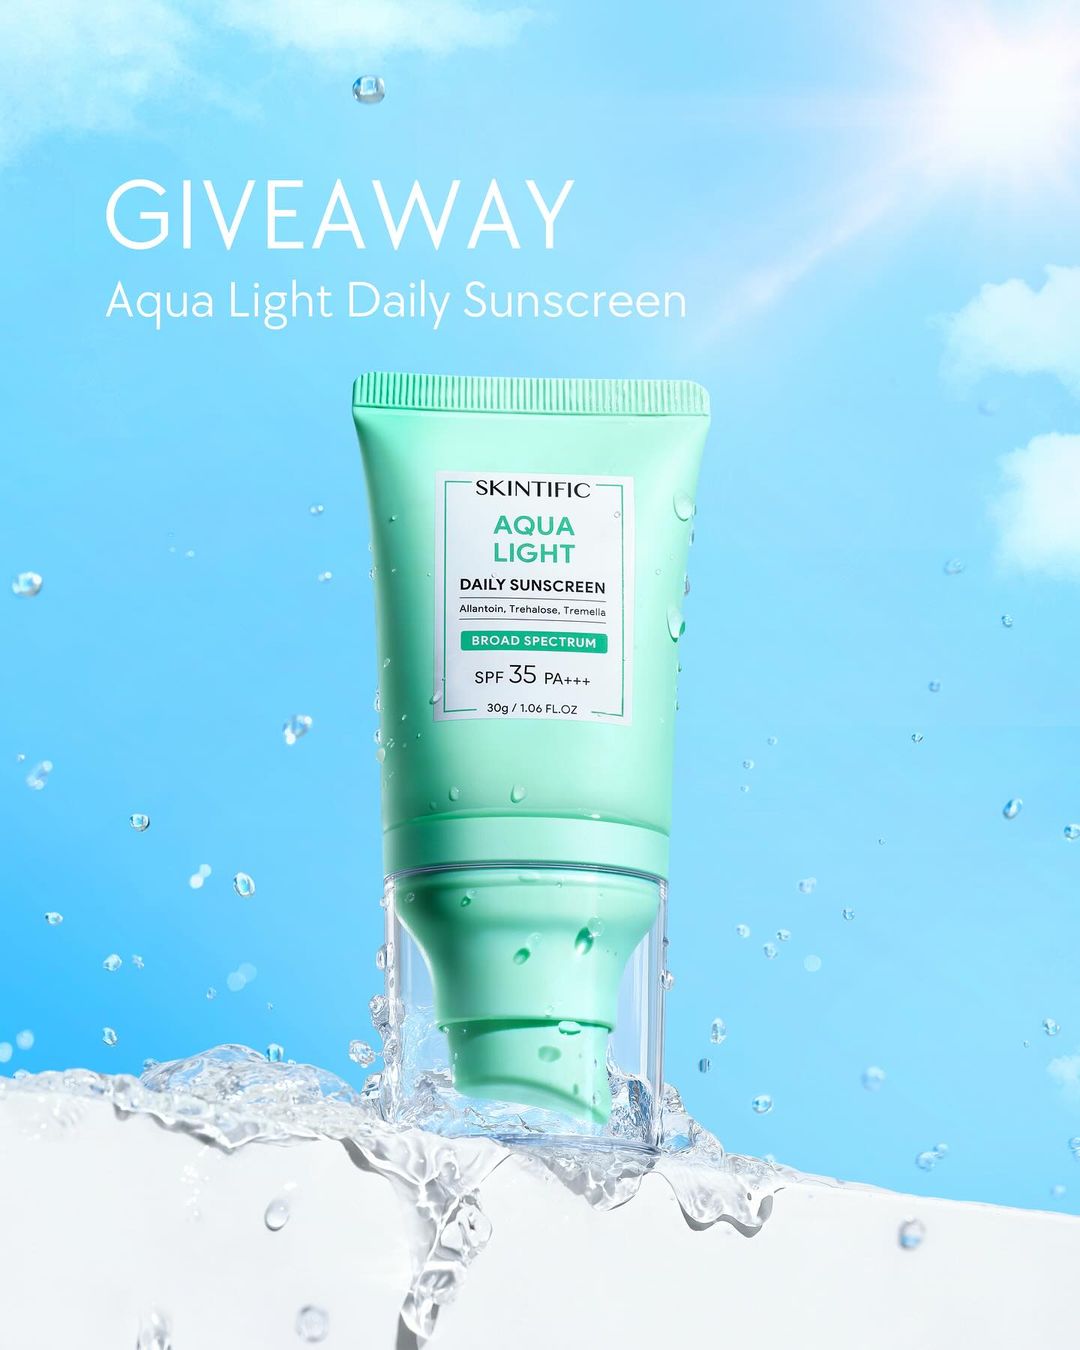 GIVEAWAY
Aqua Light Daily Sunscreen
SKINTIFIC
AQUA
LIGHT
DAILY SUNSCREEN
Allantoin, Trehalose, Tremella
BROAD SPECTRUM
SPF 35 PA+++
30g / 1.06 FL.OZ